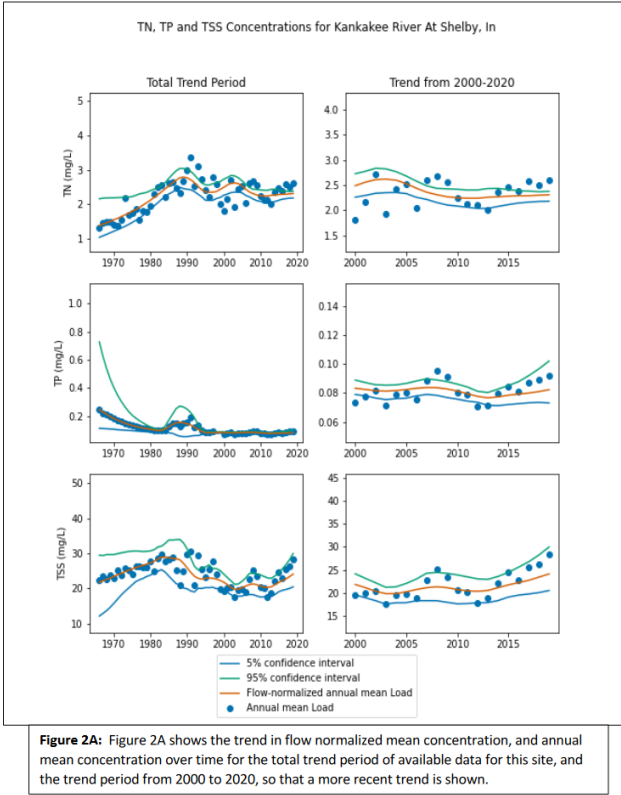 TN, TP and TSS Concentrations for Kankakee River At Shelby, In
Total Trend Period
Trend from 2000-2020
TN (mg/L)
5
4
3
2
1
1970 1980 1990 2000 2010 2020
4.0
3.5
3.0
2.5
2.0
1.5
2000 2005 2010 2015
TP (mg/L)
1.0
0.8
0.6
0.4
0.2
1970 1980 1990 2000 2010 2020
0.14
0.12
0.10
0.08
0.06
2000 2005 2010 2015
TSS (mg/L)
50
40
30
20
10
1970 1980 1990 2000 2010 2020
45
40
35
30
25
20
15
2000 2005 2010 2015
5% confidence interval
95% confidence interval
Flow-normalized annual mean Load
Annual mean Load
Figure 2A: Figure 2A shows the trend in flow normalized mean concentration, and annual
mean concentration over time for the total trend period of available data for this site, and
the trend period from 2000 to 2020, so that a more recent trend is shown.